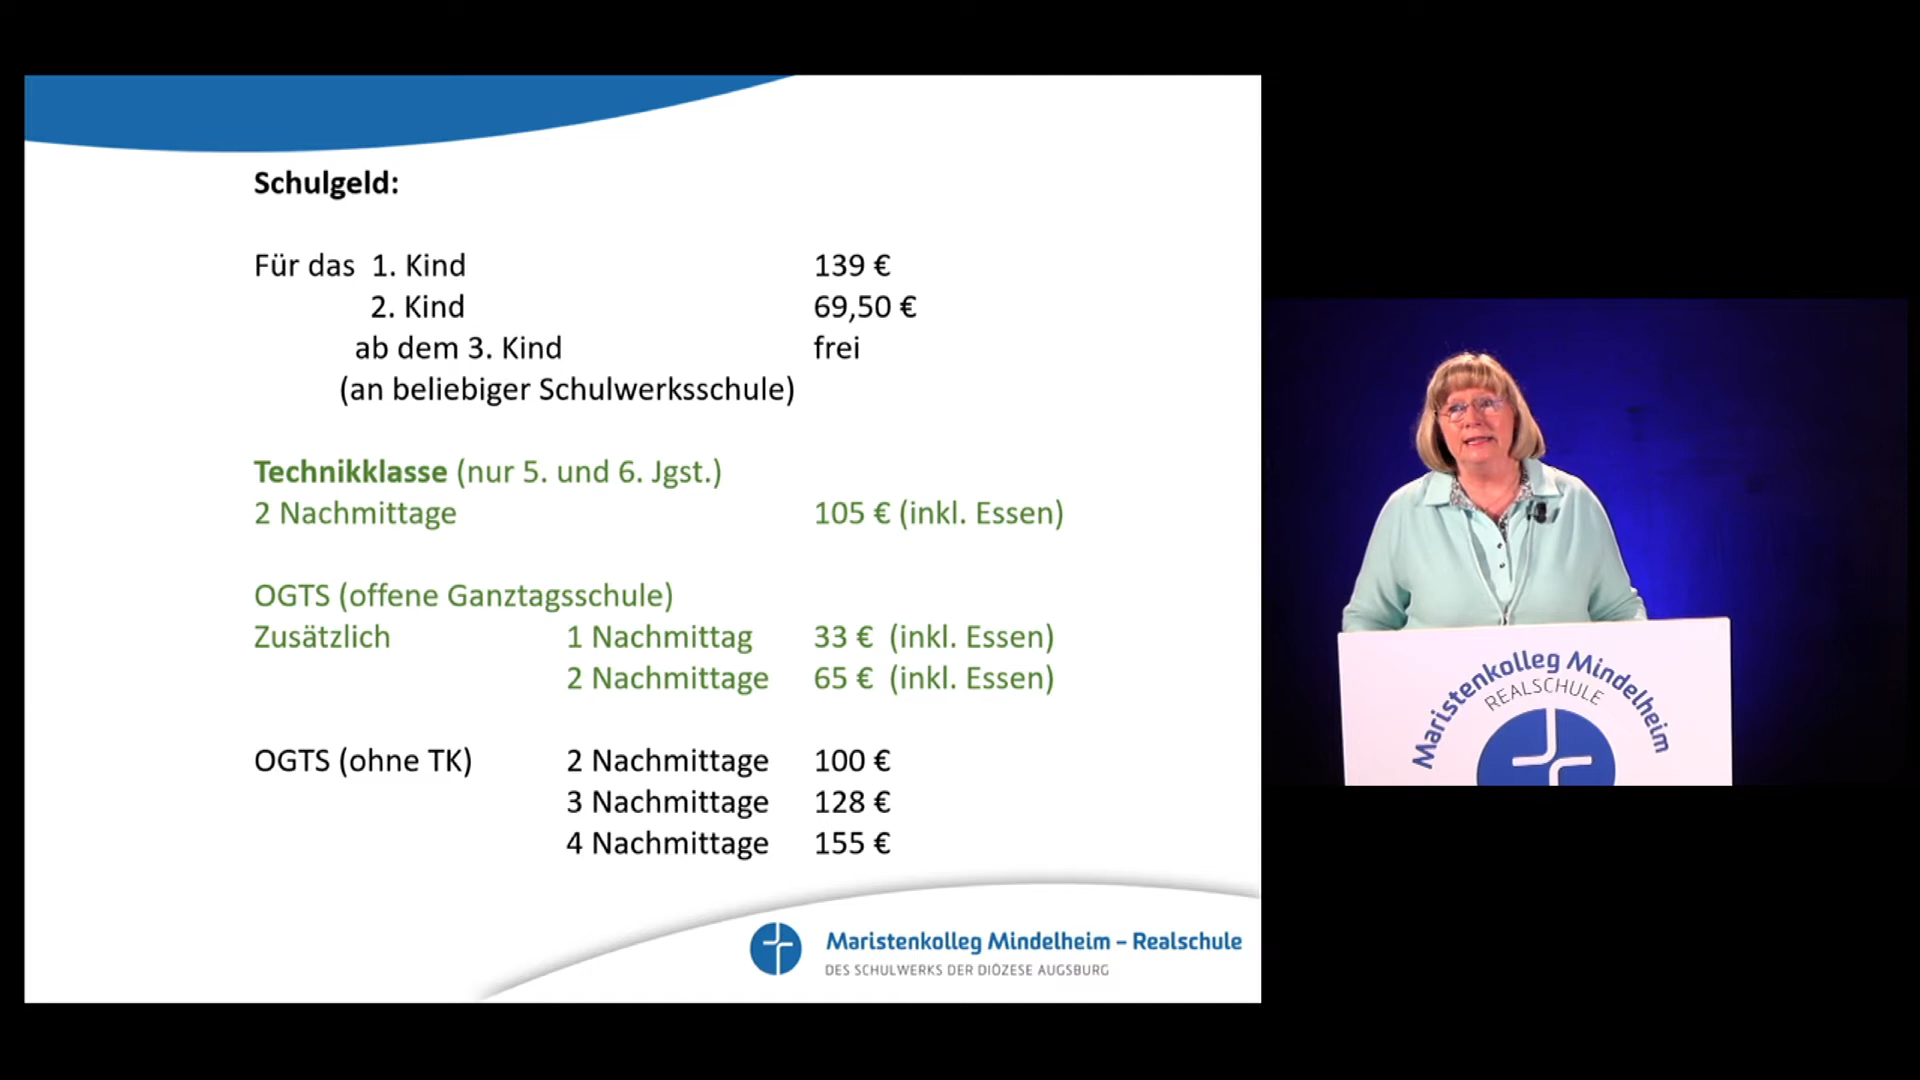 Schulgeld:
Für das 1. Kind 139 €
2. Kind 69,50 €
ab dem 3. Kind frei
(an beliebiger Schulwerksschule)
Technikklasse (nur 5. und 6. Jgst.)
2 Nachmittage 105 € (inkl. Essen)
OGTS (offene Ganztagsschule)
Zusätzlich 1 Nachmittag 33 € (inkl. Essen)
2 Nachmittage 65 € (inkl. Essen)
OGTS (ohne TK) 2 Nachmittage 100 €
3 Nachmittage 128 €
4 Nachmittage 155 €
Maristenkolleg Mindelheim – Realschule
DES SCHULWERKS DER DIÖZESE AUGSBURG
Maristenkolleg Mindelheim
REALSCHULE